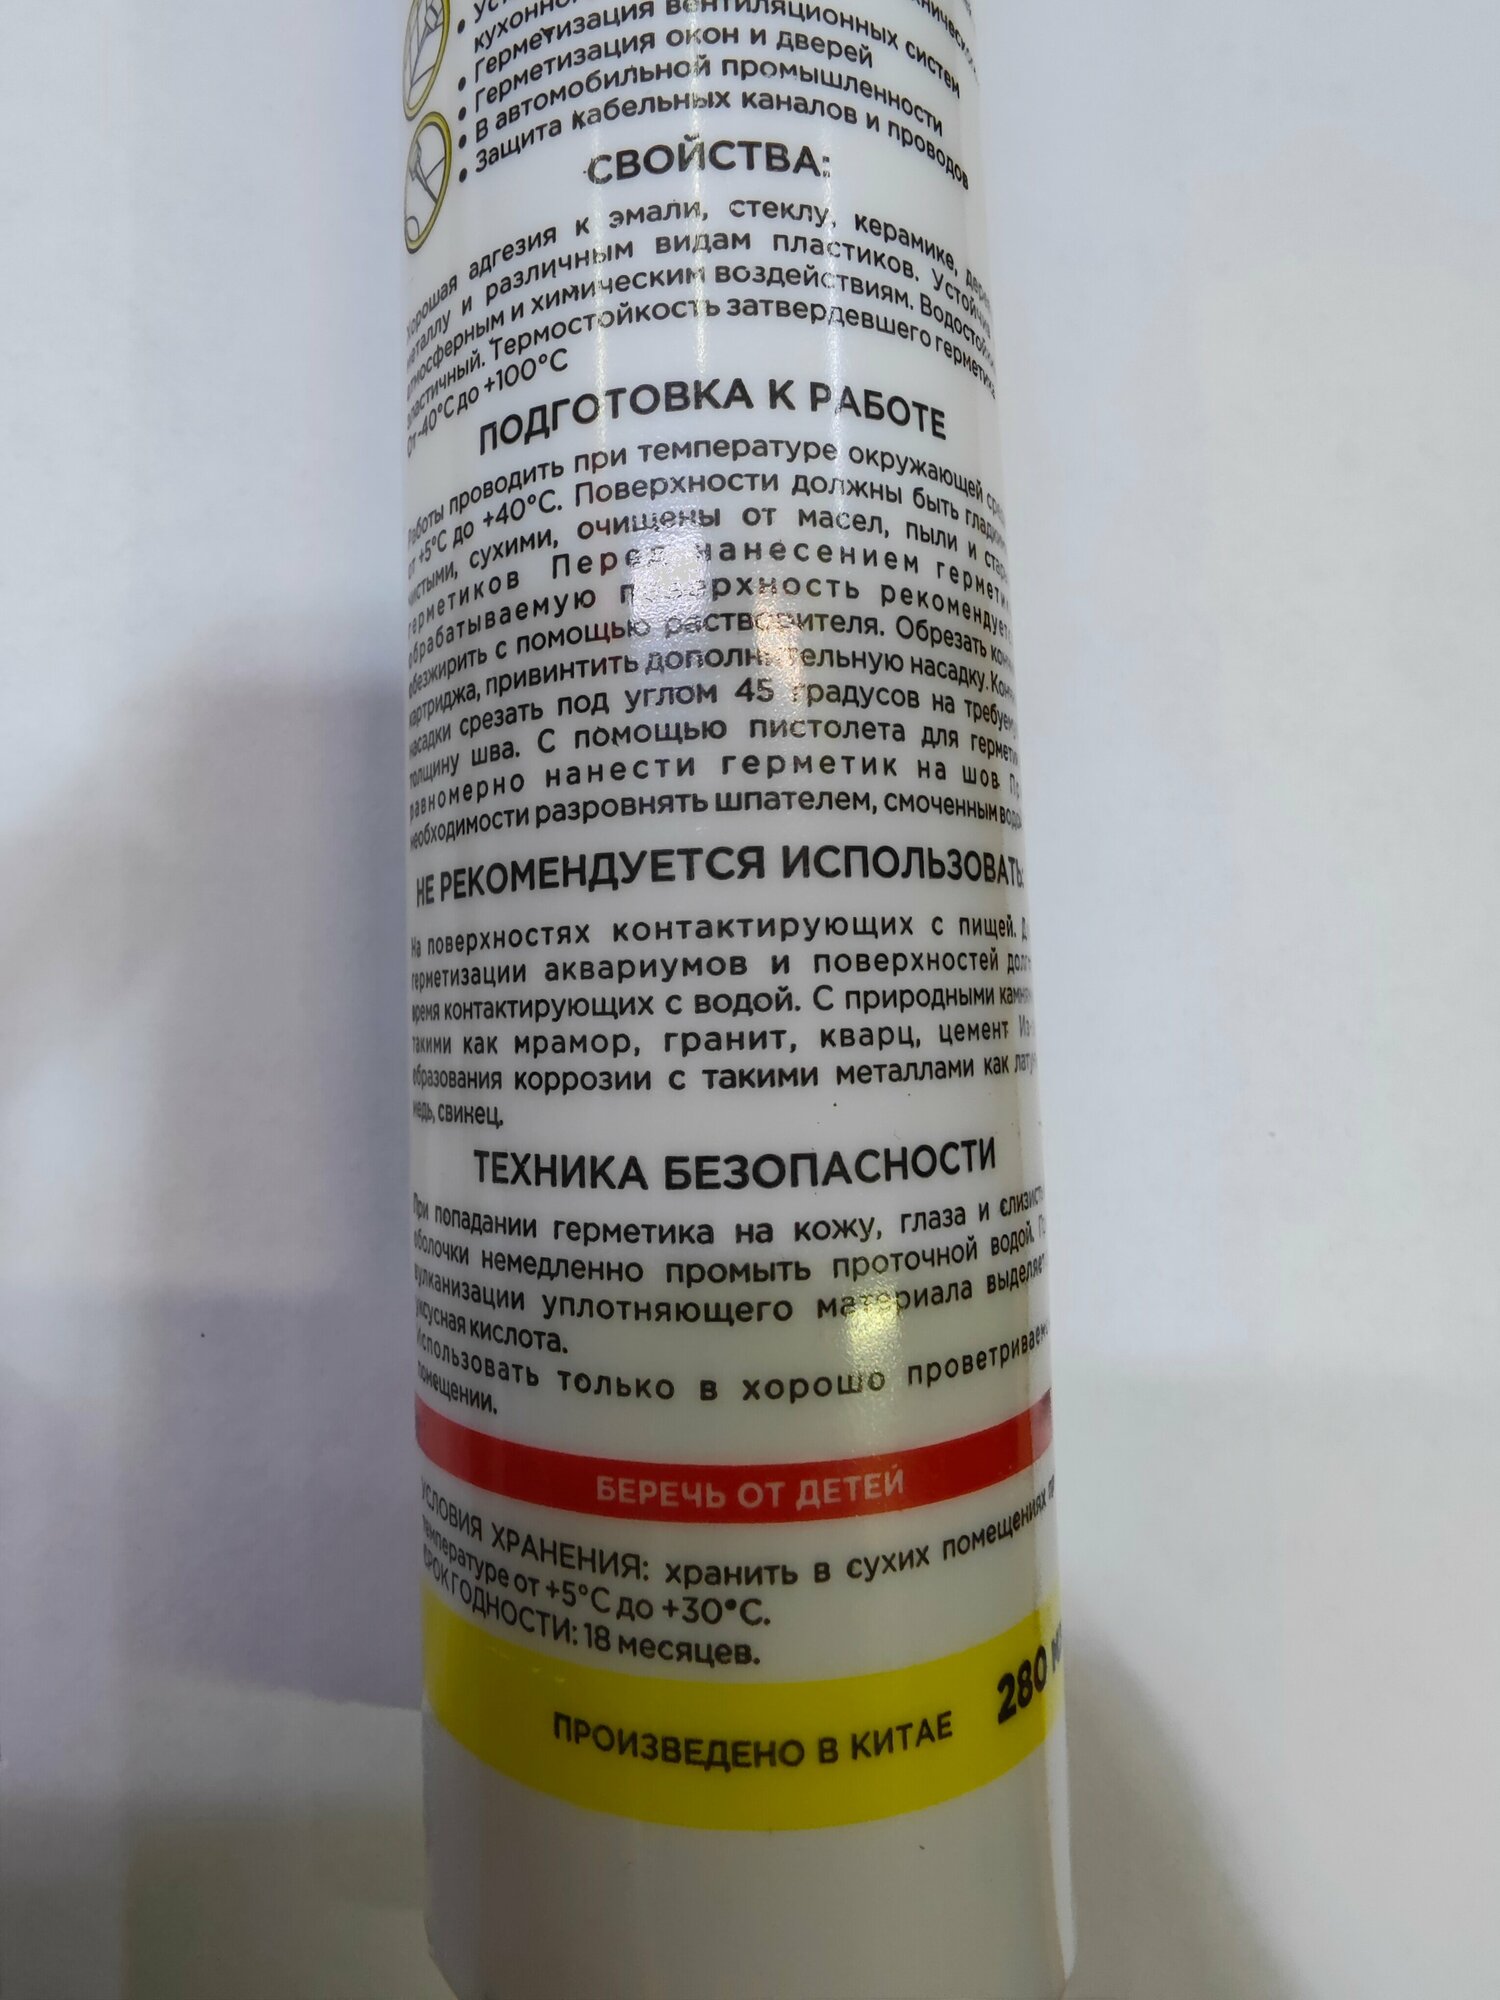 кухонно
• Герметизация вентиляционных систем
• Герметизация окон и дверей
• В автомобильной промышленности
• Защита кабельных каналов и проводов
СВОЙСТВА:
Хорошая адгезия к эмали, стеклу, керамике,
металлу и различным видам пластиков.
атмосферным и химическим воздействиям.
эластичный. Термостойкость затвердевшего герметика
От -40°С до +100°С
ПОДГОТОВКА К РАБОТЕ
Работы проводить при температуре окружающей
от +5°С до +40°С. Поверхности должны быть
чистыми, сухими, очищены от масел, пыли и
герметиков Перед нанесением
обрабатываемую поверхность
обезжирить с помощью растворителя. Обрезать
картриджа, привинтить дополнительную насадку.
насадки срезать под углом 45 градусов на
толщину шва. С помощью пистолета для
равномерно нанести герметик на шов
необходимости разровнять шпателем, смоченным
НЕ РЕКОМЕНДУЕТСЯ ИСПОЛЬЗОВАТЬ:
На поверхностях контактирующих с пищей.
герметизации аквариумов и поверхностей
время контактирующих с водой. С природными
такими как мрамор, гранит, кварц, цемент
образования коррозии с такими металлами как
медь, свинец.
ТЕХНИКА БЕЗОПАСНОСТИ
При попадании герметика на кожу, глаза и
оболочки немедленно промыть проточной водой.
вулканизации уплотняющего материала
уксусная кислота.
Использовать только в хорошо
помещении.
БЕРЕЧЬ ОТ ДЕТЕЙ
УСЛОВИЯ ХРАНЕНИЯ: хранить в сухих помещениях
температуре от +5°С до +30°С.
СРОК ГОДНОСТИ: 18 месяцев.
280
ПРОИЗВЕДЕНО В КИТАЕ